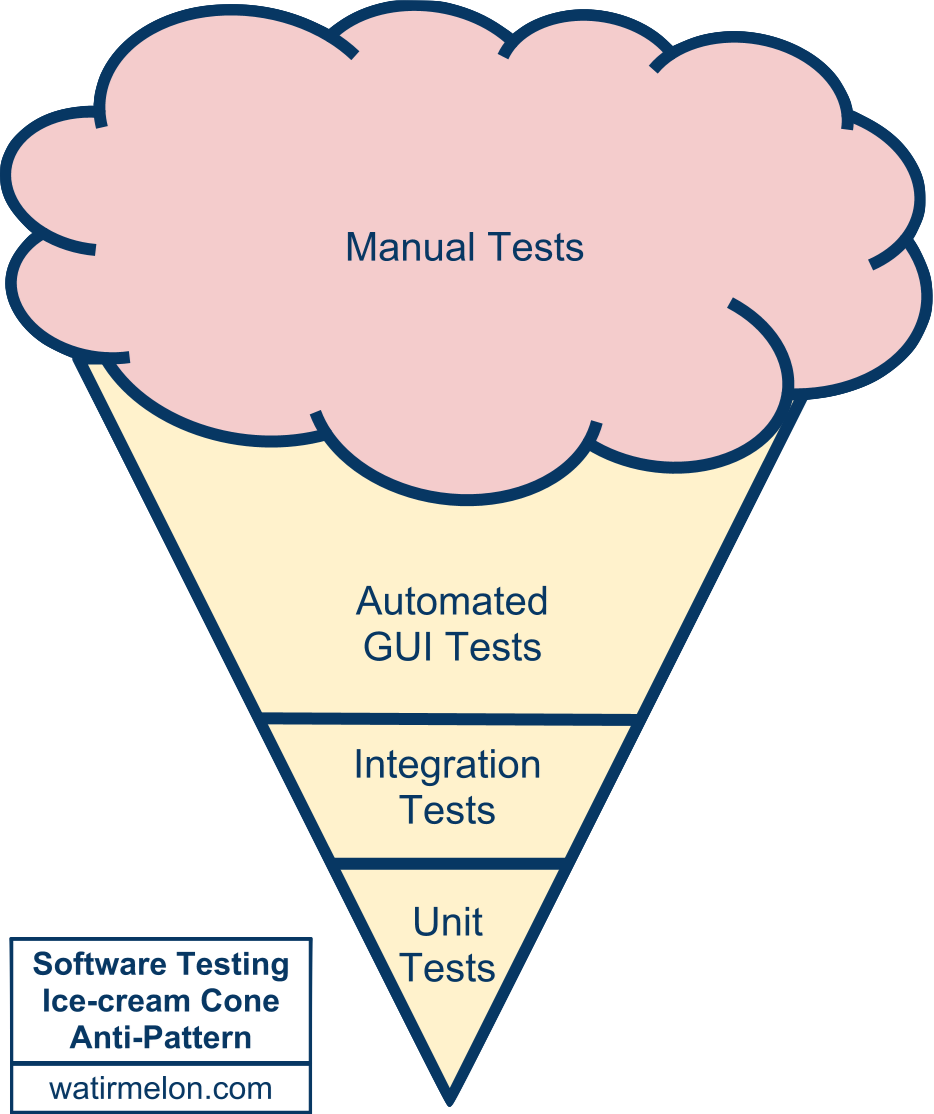 Manual Tests
Automated
GUI Tests
Integration
Tests
Unit
Tests
Software Testing
Ice-cream Cone
Anti-Pattern
watirmelon.com